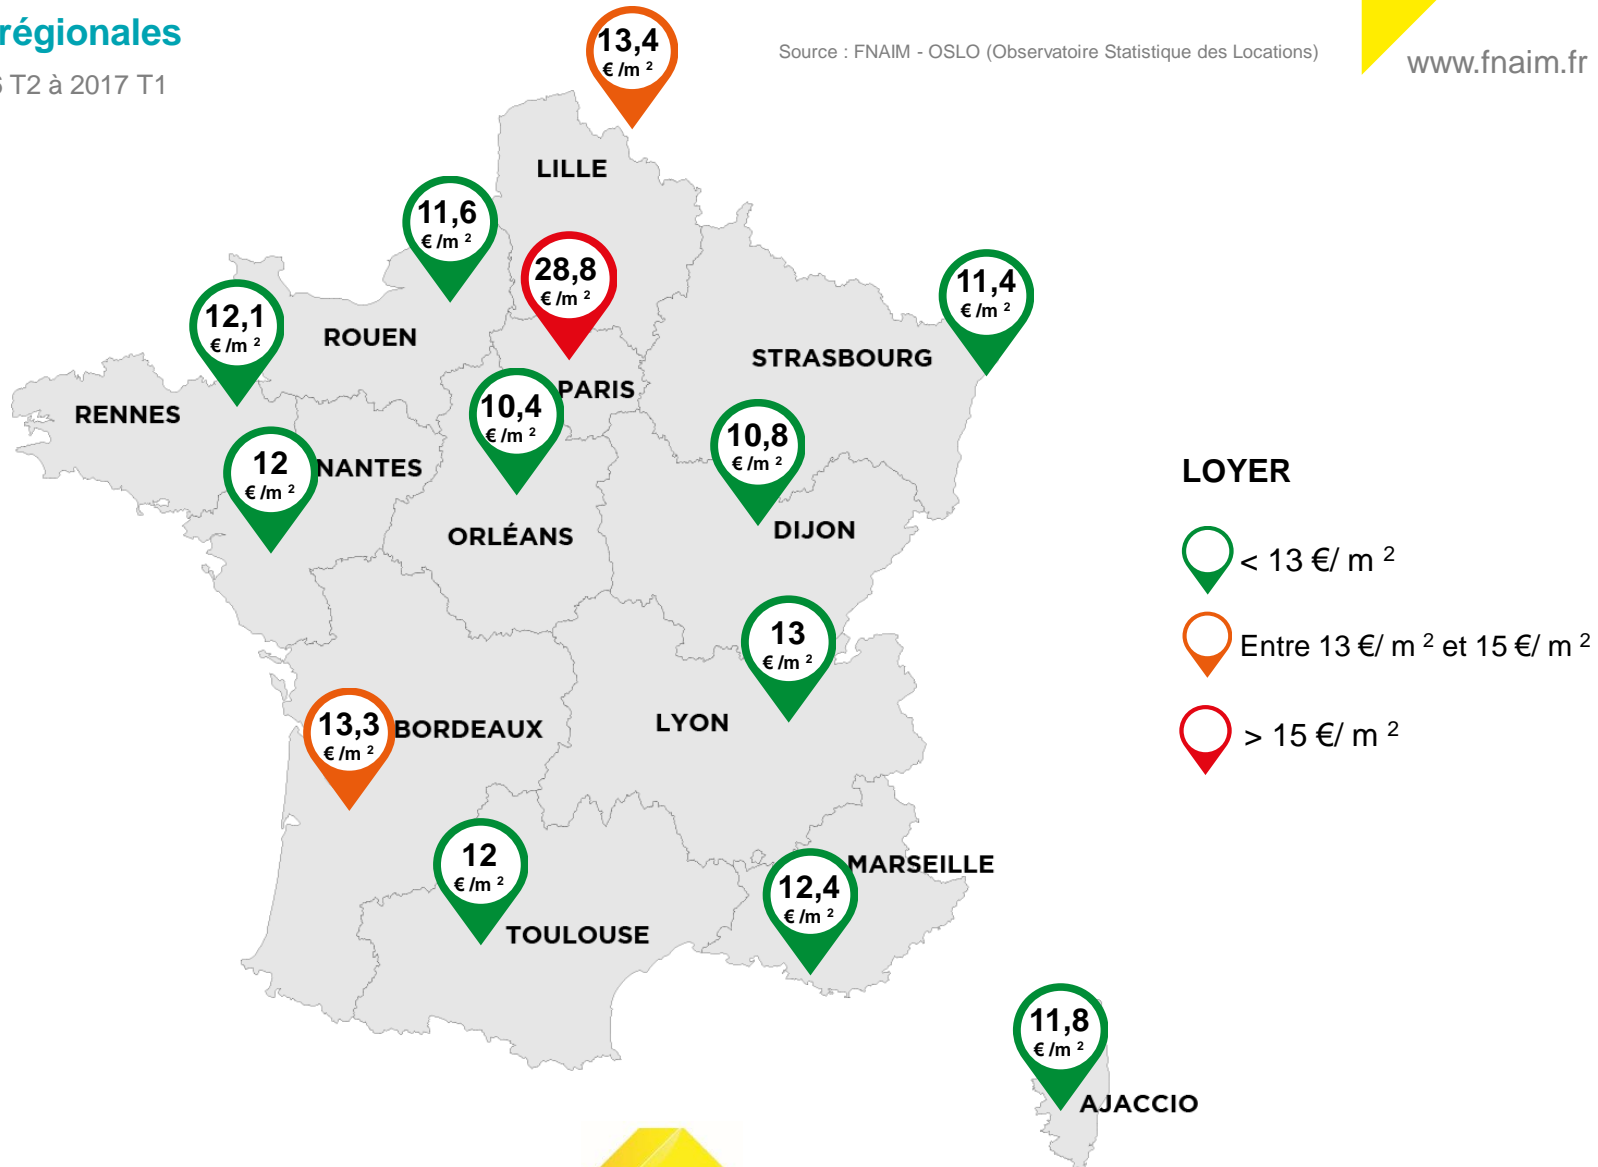 régionales
T2 à 2017 T1
Source : FNAIM - OSLO (Observatoire Statistique des Locations)
www.fnaim.fr
13,4
€ /m ²
LILLE
11,6
€ /m ²
28,8
€ /m ²
11,4
€ /m ²
12,1
€ /m ²
ROUEN
STRASBOURG
PARIS
RENNES
10,4
€ /m ²
10,8
€ /m ²
12
€ /m ²
NANTES
ORLÉANS
DIJON
LOYER
< 13 €/ m ²
Entre 13 €/ m ² et 15 €/ m ²
> 15 €/ m ²
13
€ /m ²
LYON
13,3
€ /m ²
BORDEAUX
12
€ /m ²
TOULOUSE
12,4
€ /m ²
MARSEILLE
11,8
€ /m ²
AJACCIO